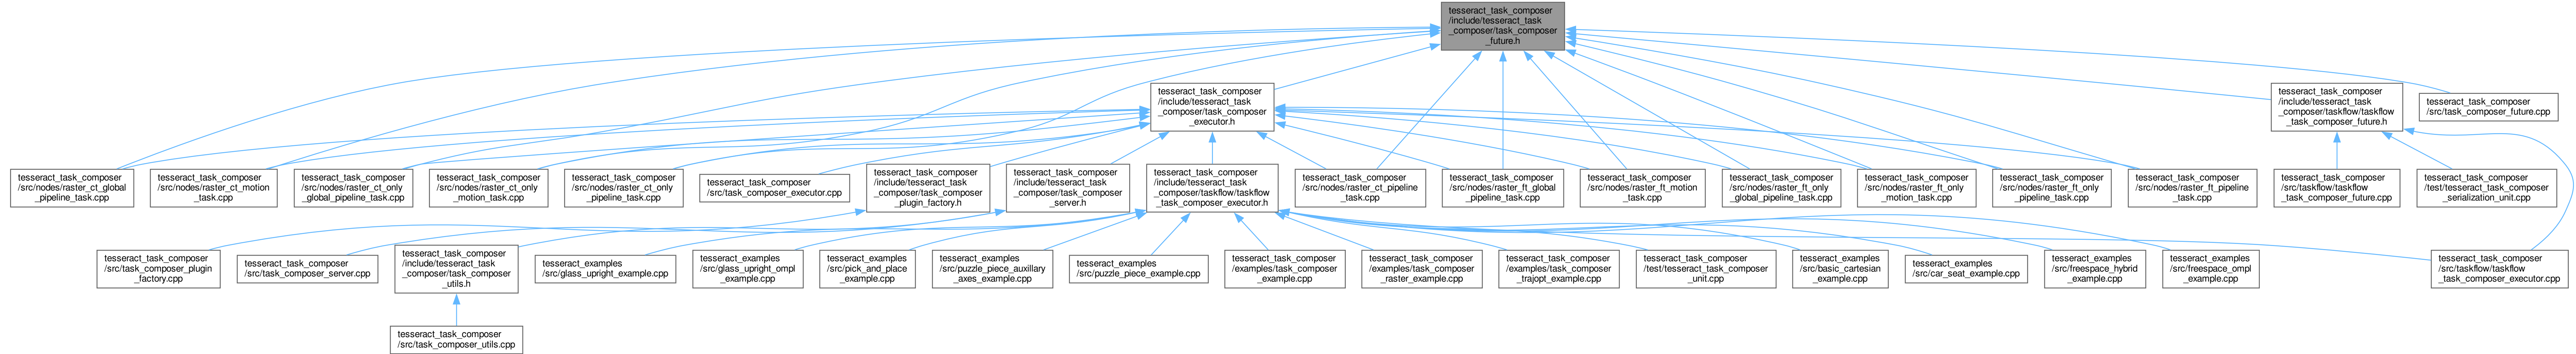 tesseract_task_composer
/include/tesseract_task
_composer/task_composer
_future.h
tesseract_task_composer
/include/tesseract_task
_composer/task_composer
_executor.h
tesseract_task_composer
/include/tesseract_task
_composer/taskflow/taskflow
_task_composer_future.h
tesseract_task_composer
/src/task_composer_future.cpp
tesseract_task_composer
/src/nodes/raster_ct_global
_pipeline_task.cpp
tesseract_task_composer
/src/nodes/raster_ct_motion
_task.cpp
tesseract_task_composer
/src/nodes/raster_ct_only
_global_pipeline_task.cpp
tesseract_task_composer
/src/nodes/raster_ct_only
_motion_task.cpp
tesseract_task_composer
/src/nodes/raster_ct_only
_pipeline_task.cpp
tesseract_task_composer
/src/task_composer_executor.cpp
tesseract_task_composer
/include/tesseract_task
_composer/task_composer
_plugin_factory.h
tesseract_task_composer
/include/tesseract_task
_composer/task_composer
_server.h
tesseract_task_composer
/include/tesseract_task
_composer/taskflow/taskflow
_task_composer_executor.h
tesseract_task_composer
/src/nodes/raster_ct_pipeline
_task.cpp
tesseract_task_composer
/src/nodes/raster_ft_global
_pipeline_task.cpp
tesseract_task_composer
/src/nodes/raster_ft_motion
_task.cpp
tesseract_task_composer
/src/nodes/raster_ft_only
_global_pipeline_task.cpp
tesseract_task_composer
/src/nodes/raster_ft_only
_motion_task.cpp
tesseract_task_composer
/src/nodes/raster_ft_only
_pipeline_task.cpp
tesseract_task_composer
/src/nodes/raster_ft_pipeline
_task.cpp
tesseract_task_composer
/src/taskflow/taskflow
_task_composer_future.cpp
tesseract_task_composer
/test/tesseract_task_composer
_serialization_unit.cpp
tesseract_task_composer
/src/task_composer_plugin
_factory.cpp
tesseract_task_composer
/src/task_composer_server.cpp
tesseract_task_composer
/include/tesseract_task
_composer/task_composer
_utils.h
tesseract_examples
/src/glass_upright_example.cpp
tesseract_examples
/src/glass_upright_ompl
_example.cpp
tesseract_examples
/src/pick_and_place
_example.cpp
tesseract_examples
/src/puzzle_piece_auxillary
_axes_example.cpp
tesseract_examples
/src/puzzle_piece_example.cpp
tesseract_task_composer
/examples/task_composer
_example.cpp
tesseract_task_composer
/examples/task_composer
_raster_example.cpp
tesseract_task_composer
/examples/task_composer
_trajopt_example.cpp
tesseract_task_composer
/test/tesseract_task_composer
_unit.cpp
tesseract_examples
/src/basic_cartesian
_example.cpp
tesseract_examples
/src/car_seat_example.cpp
tesseract_examples
/src/freespace_hybrid
_example.cpp
tesseract_examples
/src/freespace_ompl
_example.cpp
tesseract_task_composer
/src/taskflow/taskflow
_task_composer_executor.cpp
tesseract_task_composer
/src/task_composer_utils.cpp